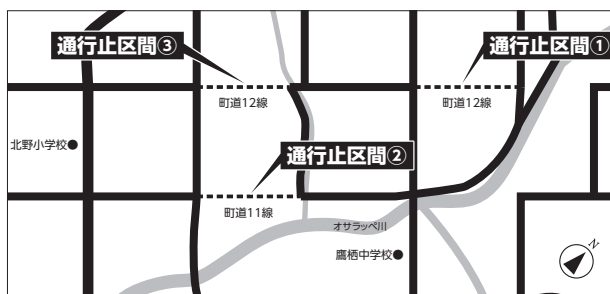 通行止区間③
通行止区間①
町道12線
町道12線
北野小学校●
通行止区間②
町道11線
オサラッペ川
鷹栖中学校●
N